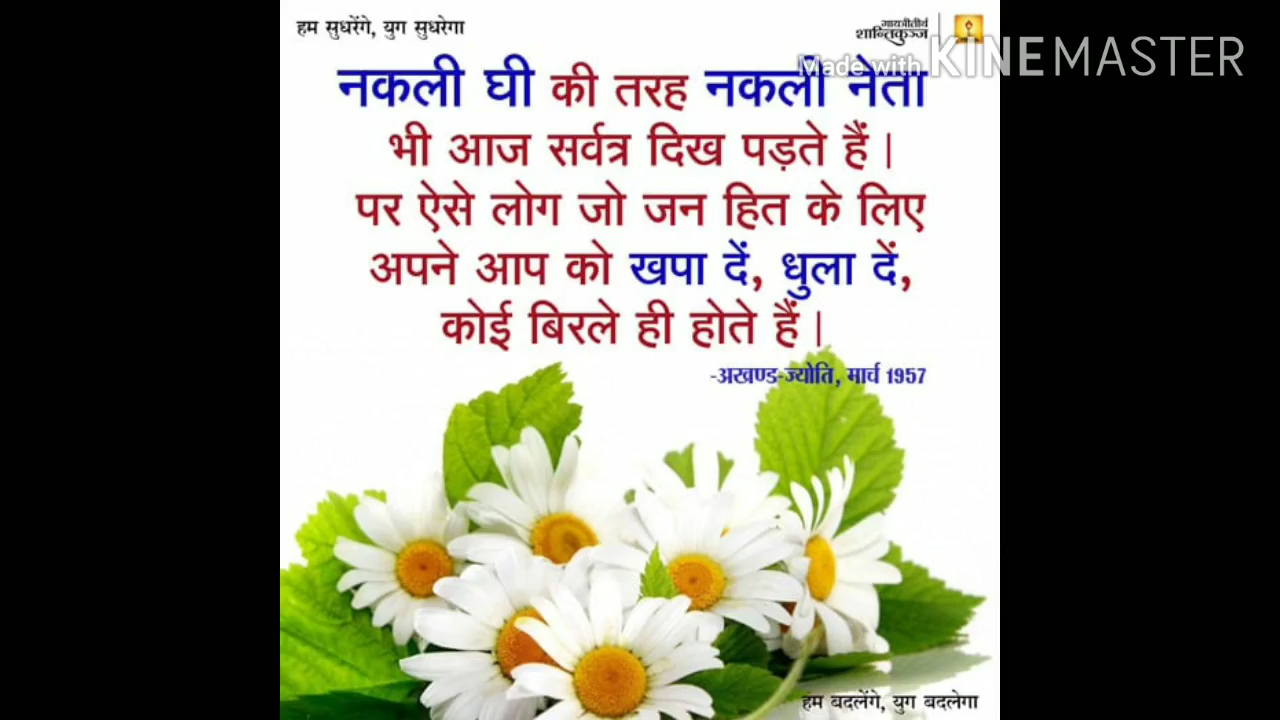 हम सुधरेंगे, युग सुधरेगा
गायत्रीतीर्थ
शान्तिकुञ्ज
Made with KINEMASTER
नकली घी की तरह नकली नेता
भी आज सर्वत्र दिख पड़ते हैं।
पर ऐसे लोग जो जन हित के लिए
अपने आप को खपा दें, धुला दें,
कोई बिरले ही होते हैं।
-अखण्ड-ज्योति, मार्च 1957
हम बदलेंगे, युग बदलेगा